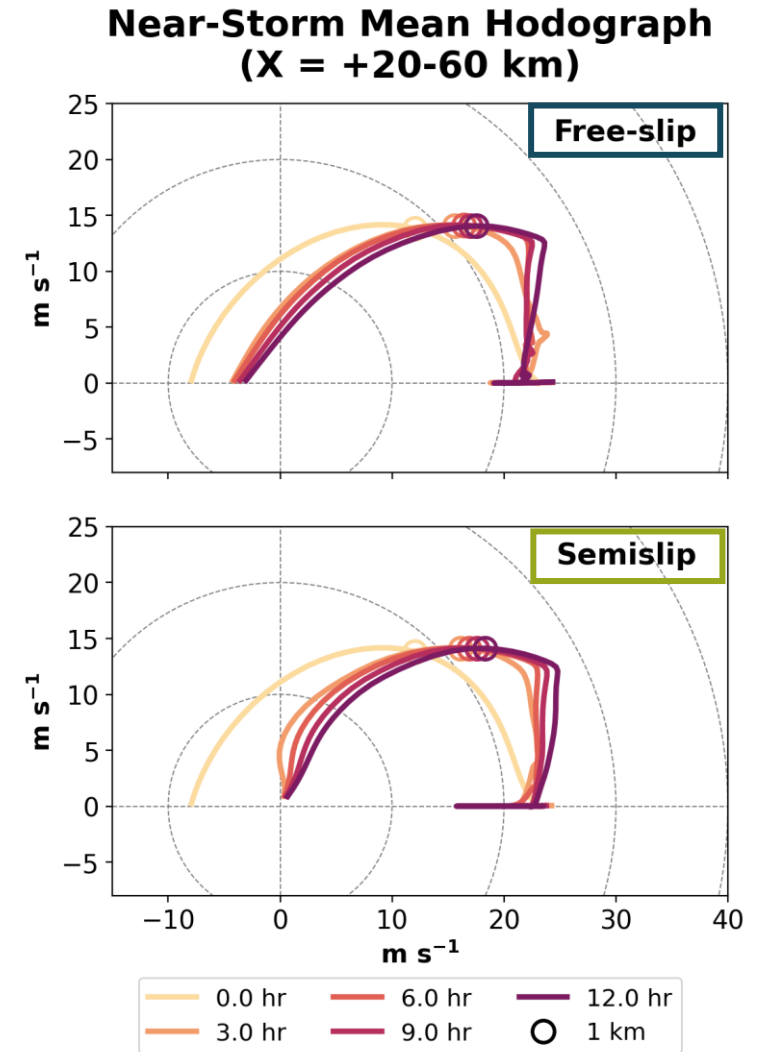 Near-Storm Mean Hodograph
(X = +20-60 km)
Free-slip
25
20
15
10
5
0
−5
m s⁻¹
Semislip
25
20
15
10
5
0
−5
m s⁻¹
−10 0 10 20 30 40
m s⁻¹
0.0 hr 6.0 hr 12.0 hr
3.0 hr 9.0 hr 1 km